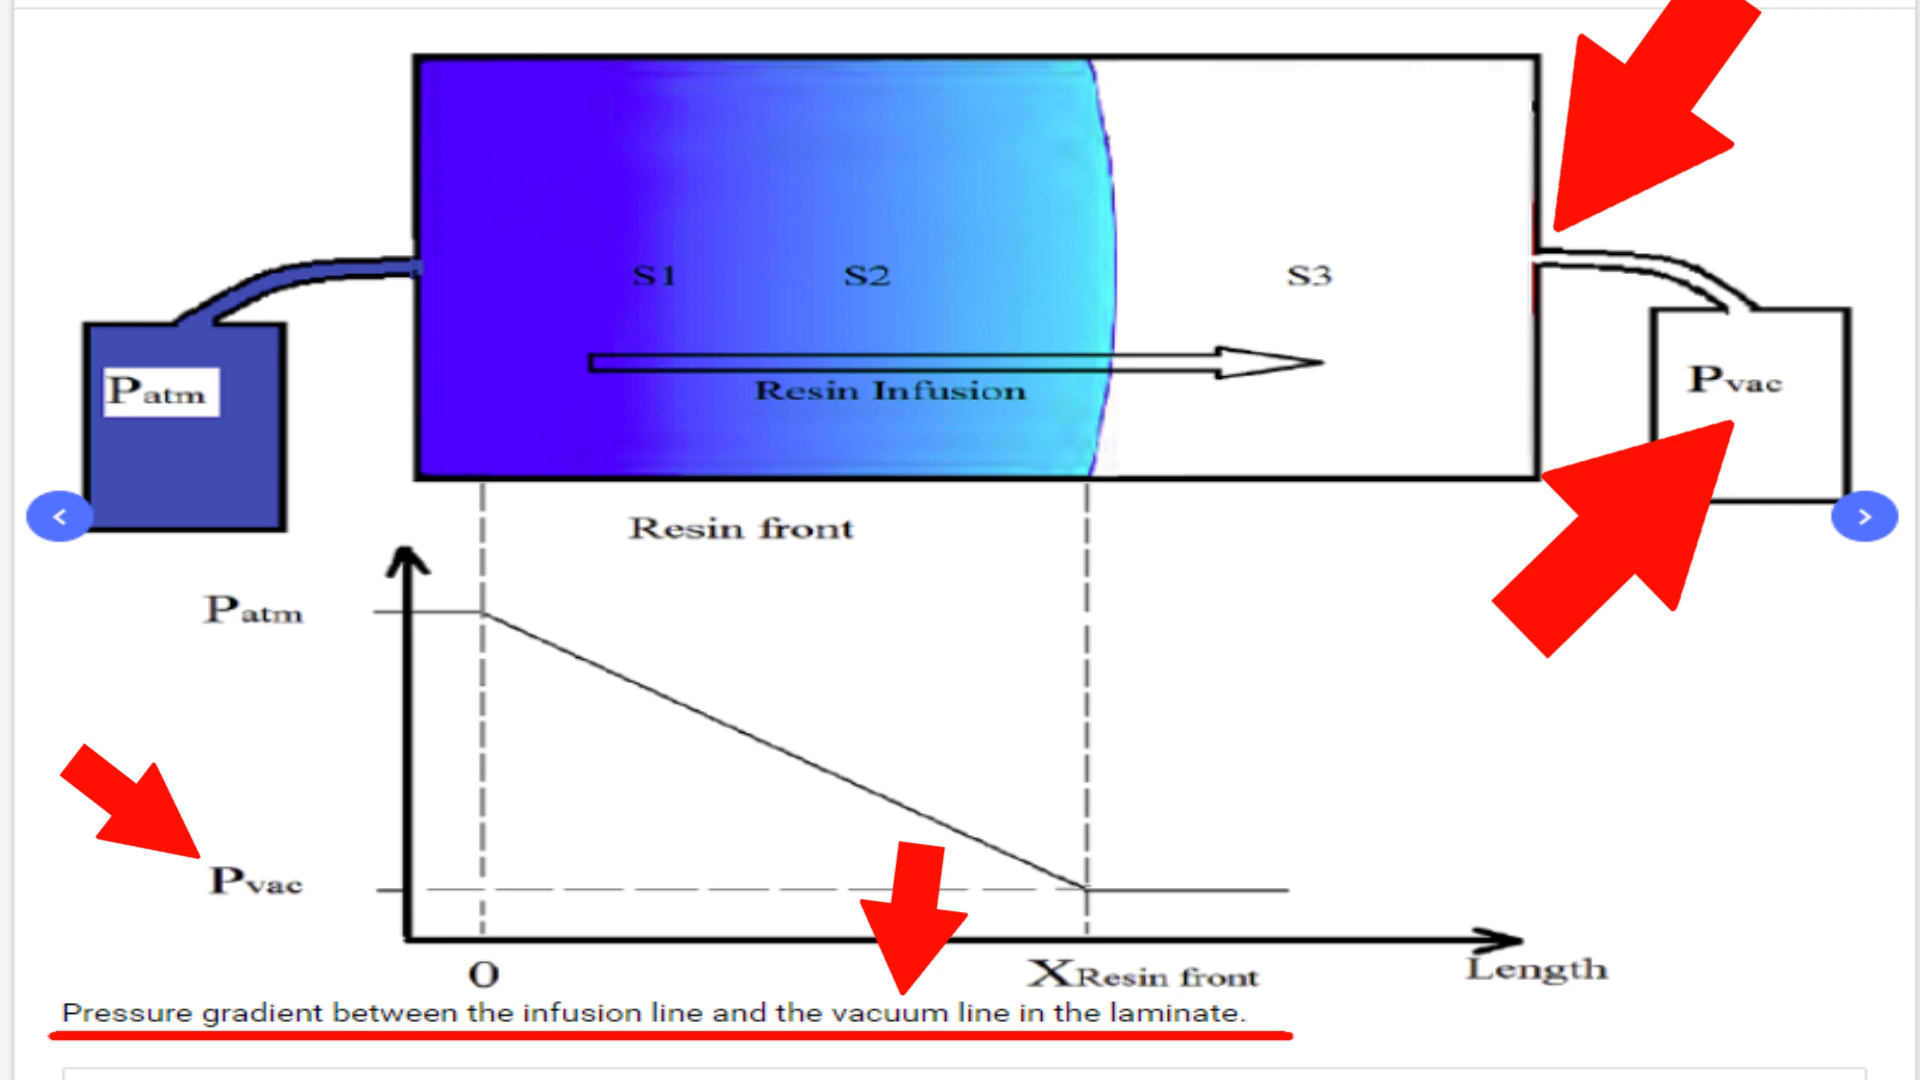 S1 S2 S3
Patm
Pvac
Resin Infusion
Resin front
Patm
Pvac
0 XResin front Length
Pressure gradient between the infusion line and the vacuum line in the laminate.